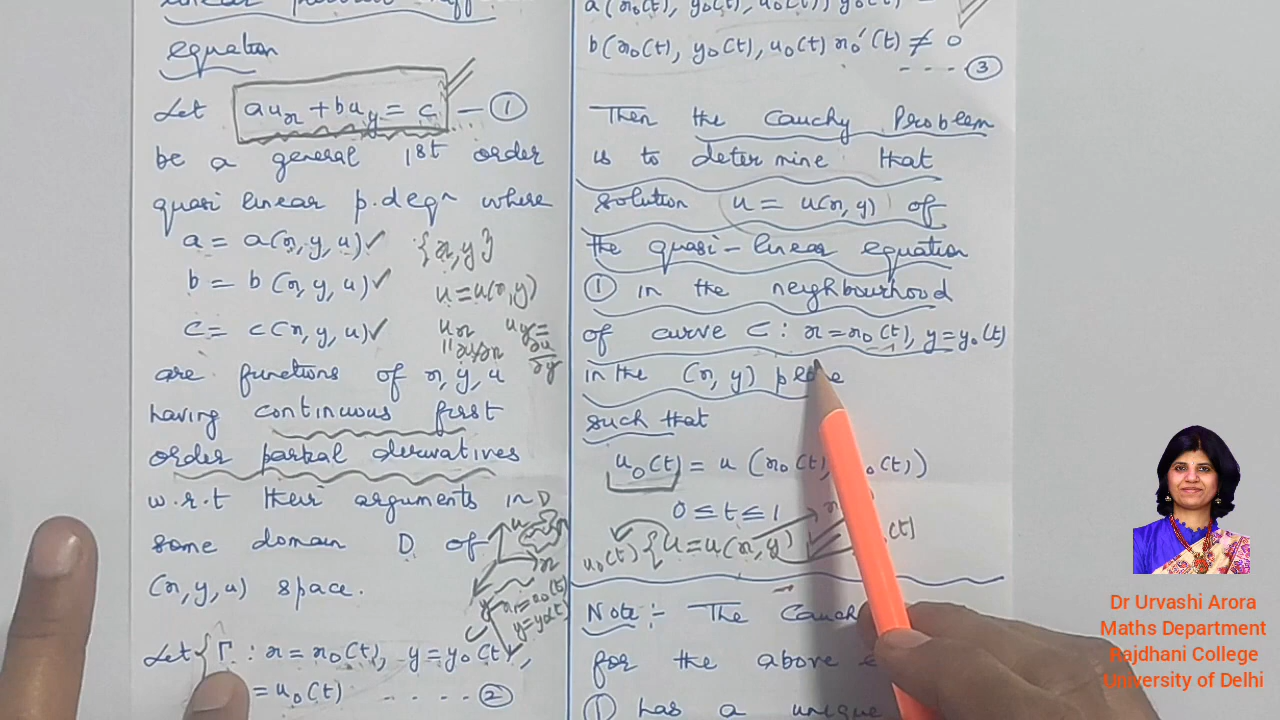 equation
Let au_x + bu_y = c — ①
be a general 1st order
quasi linear p.deqn where
a = a(x, y, u) ✓ {x, y}
b = b(x, y, u) ✓ u = u(x, y)
c = c(x, y, u) ✓ u_x u_y =
∂u/∂x ∂u/∂y
are functions of x, y, u
having continuous first
order partial derivatives
w.r.t their arguments in D
some domain D of
(x, y, u) space.
x = x0(t)
y = y0(t)
Let { Γ : x = x0(t), y = y0(t),
= u0(t) ..... ②
b(x0(t), y0(t), u0(t) x0'(t) ≠ 0
---- ③
Then the Cauchy Problem
is to determine that
solution u = u(x, y) of
the quasi-linear equation
① in the neighbourhood
of curve C : x = x0(t), y = y0(t)
in the (x, y) plane
such that
u0(t) = u (x0(t), 0(t))
0 ≤ t ≤ 1
u0(t) { u = u(x, y) (t)
Note :- The Cauch
for the above e
① has a unique
Dr Urvashi Arora
Maths Department
Rajdhani College
University of Delhi